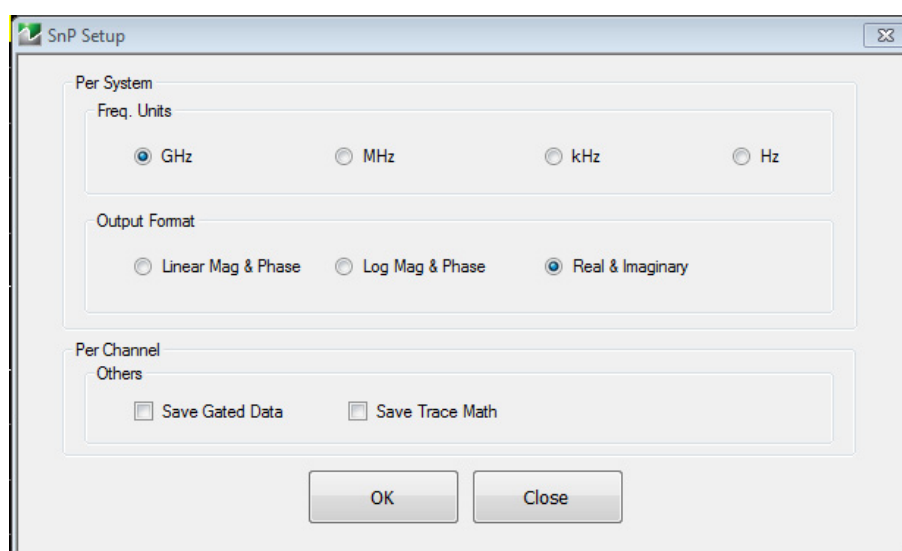 SnP Setup
Per System
Freq. Units
GHz MHz kHz Hz
Output Format
Linear Mag & Phase Log Mag & Phase Real & Imaginary
Per Channel
Others
Save Gated Data Save Trace Math
OK Close